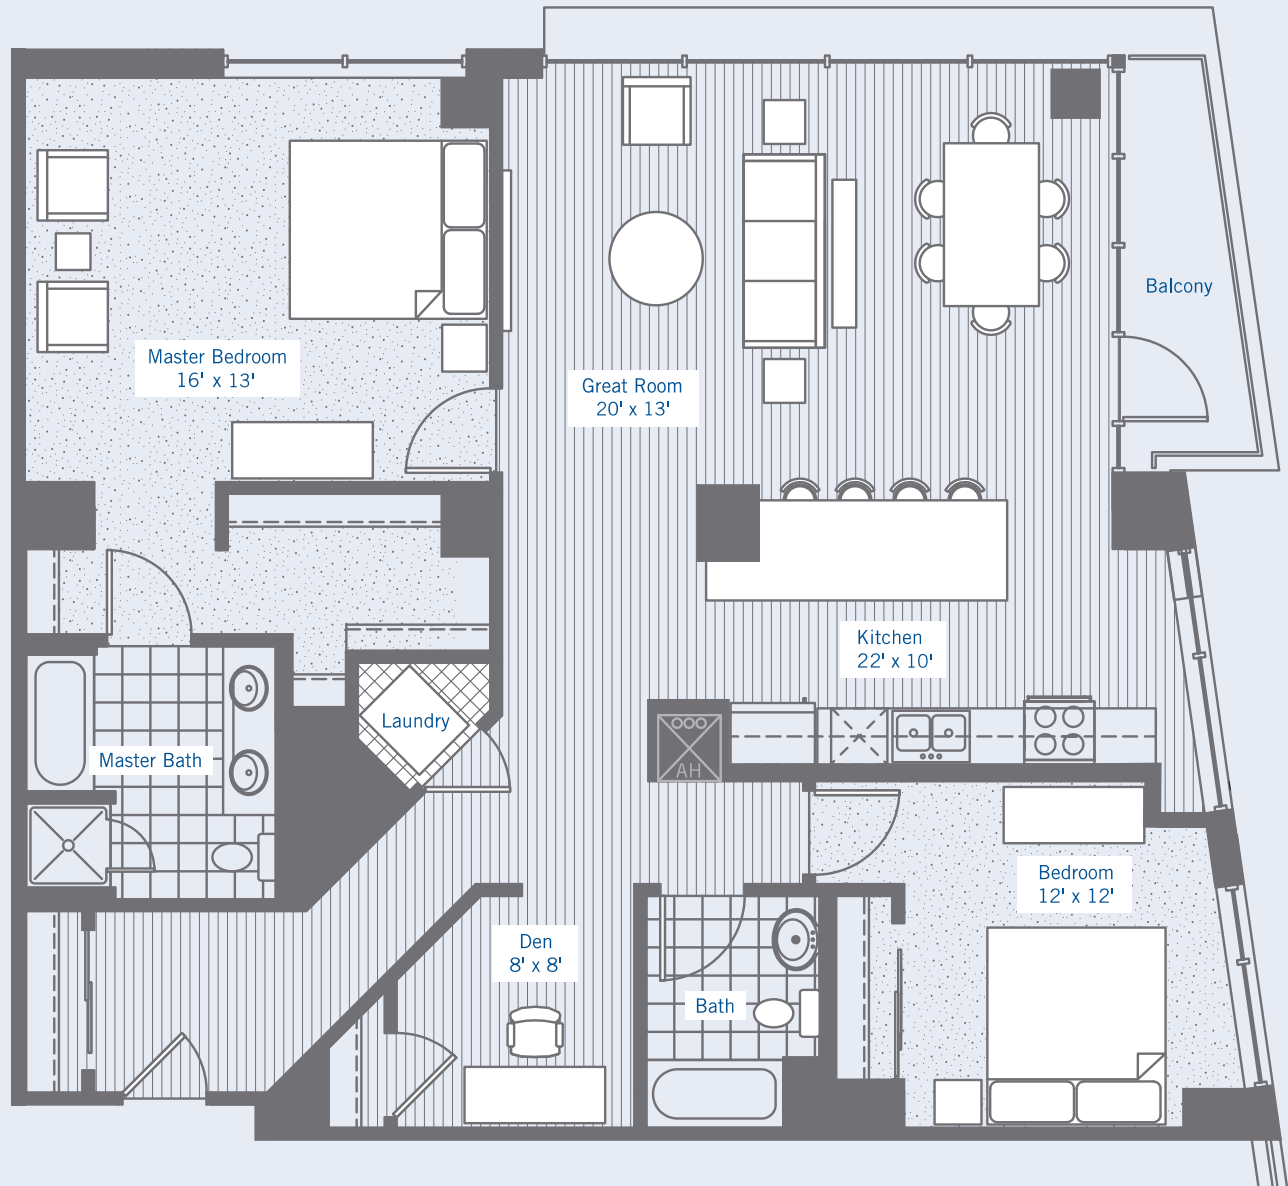 Balcony
Master Bedroom
16' x 13'
Great Room
20' x 13'
Kitchen
22' x 10'
Laundry
Master Bath
AH
Bedroom
12' x 12'
Den
8' x 8'
Bath